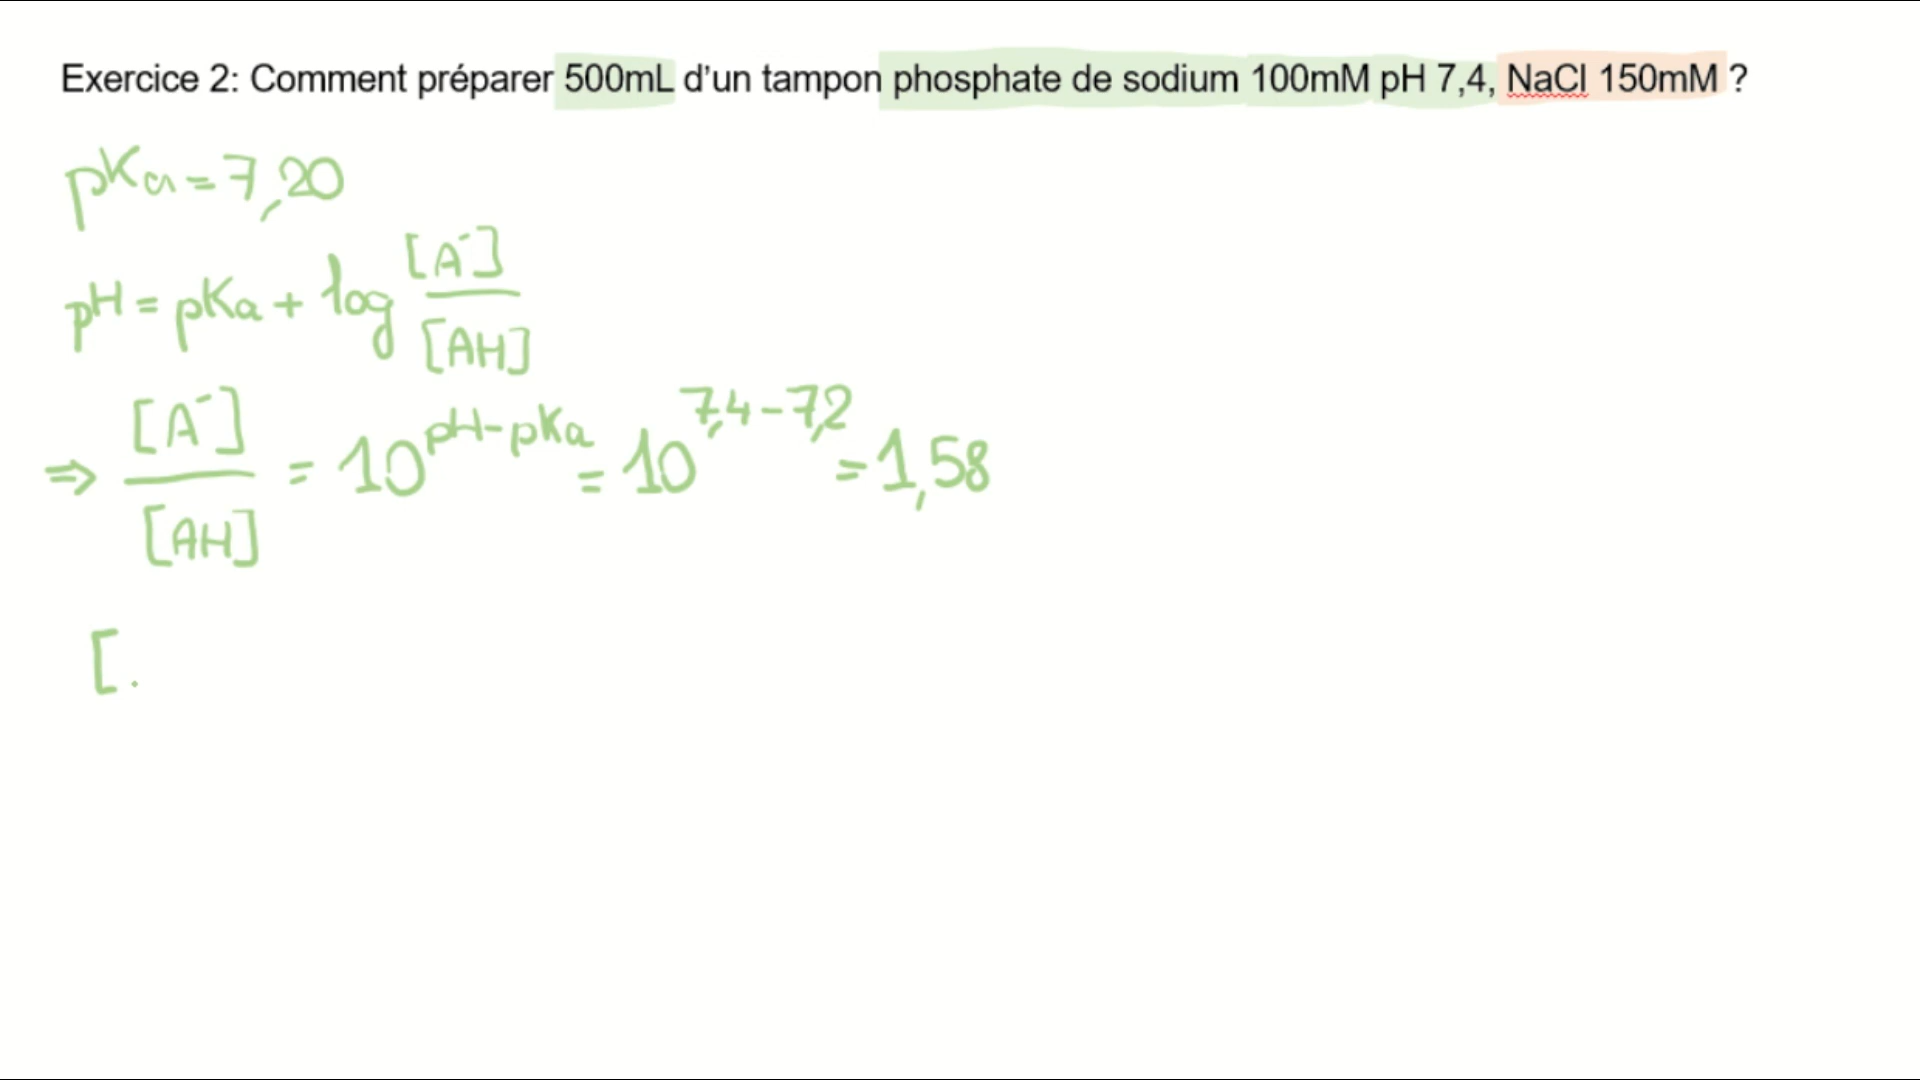 Exercice 2: Comment préparer 500mL d’un tampon phosphate de sodium 100mM pH 7,4, NaCl 150mM ?
pKa = 7,20
pH = pKa + log [A⁻] / [AH]
⇒ [A⁻] / [AH] = 10^(pH-pKa) = 10^(7,4-7,2) = 1,58
[.